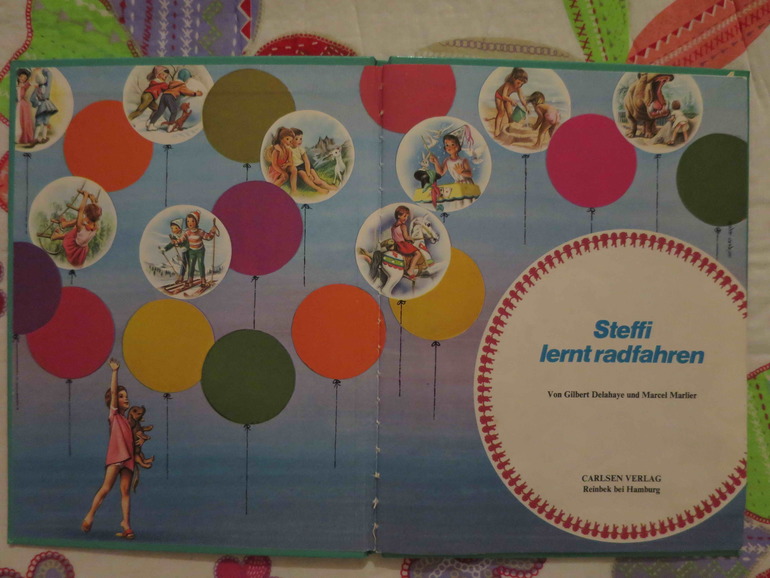 Steffi
lernt radfahren
Von Gilbert Delahaye und Marcel Marlier
CARLSEN VERLAG
Reinbek bei Hamburg